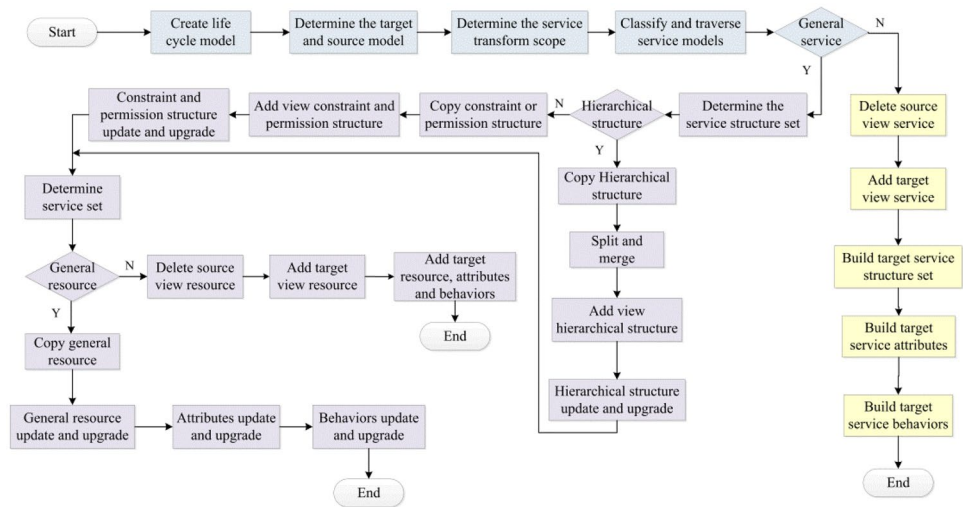 Start
Create life
cycle model
Determine the target
and source model
Determine the service
transform scope
Classify and traverse
service models
General
service
N
Y
Constraint and
permission structure
update and upgrade
Add view constraint and
permission structure
Copy constraint or
permission structure
N
Hierarchical
structure
Y
Determine the
service structure set
Delete source
view service
Add target
view service
Build target service
structure set
Build target
service attributes
Build target
service behaviors
End
Copy Hierarchical
structure
Split and
merge
Add view
hierarchical structure
Hierarchical structure
update and upgrade
Determine
service set
General
resource
N
Y
Delete source
view resource
Add target
view resource
Add target
resource, attributes
and behaviors
End
Copy general
resource
General resource
update and upgrade
Attributes update
and upgrade
Behaviors update
and upgrade
End